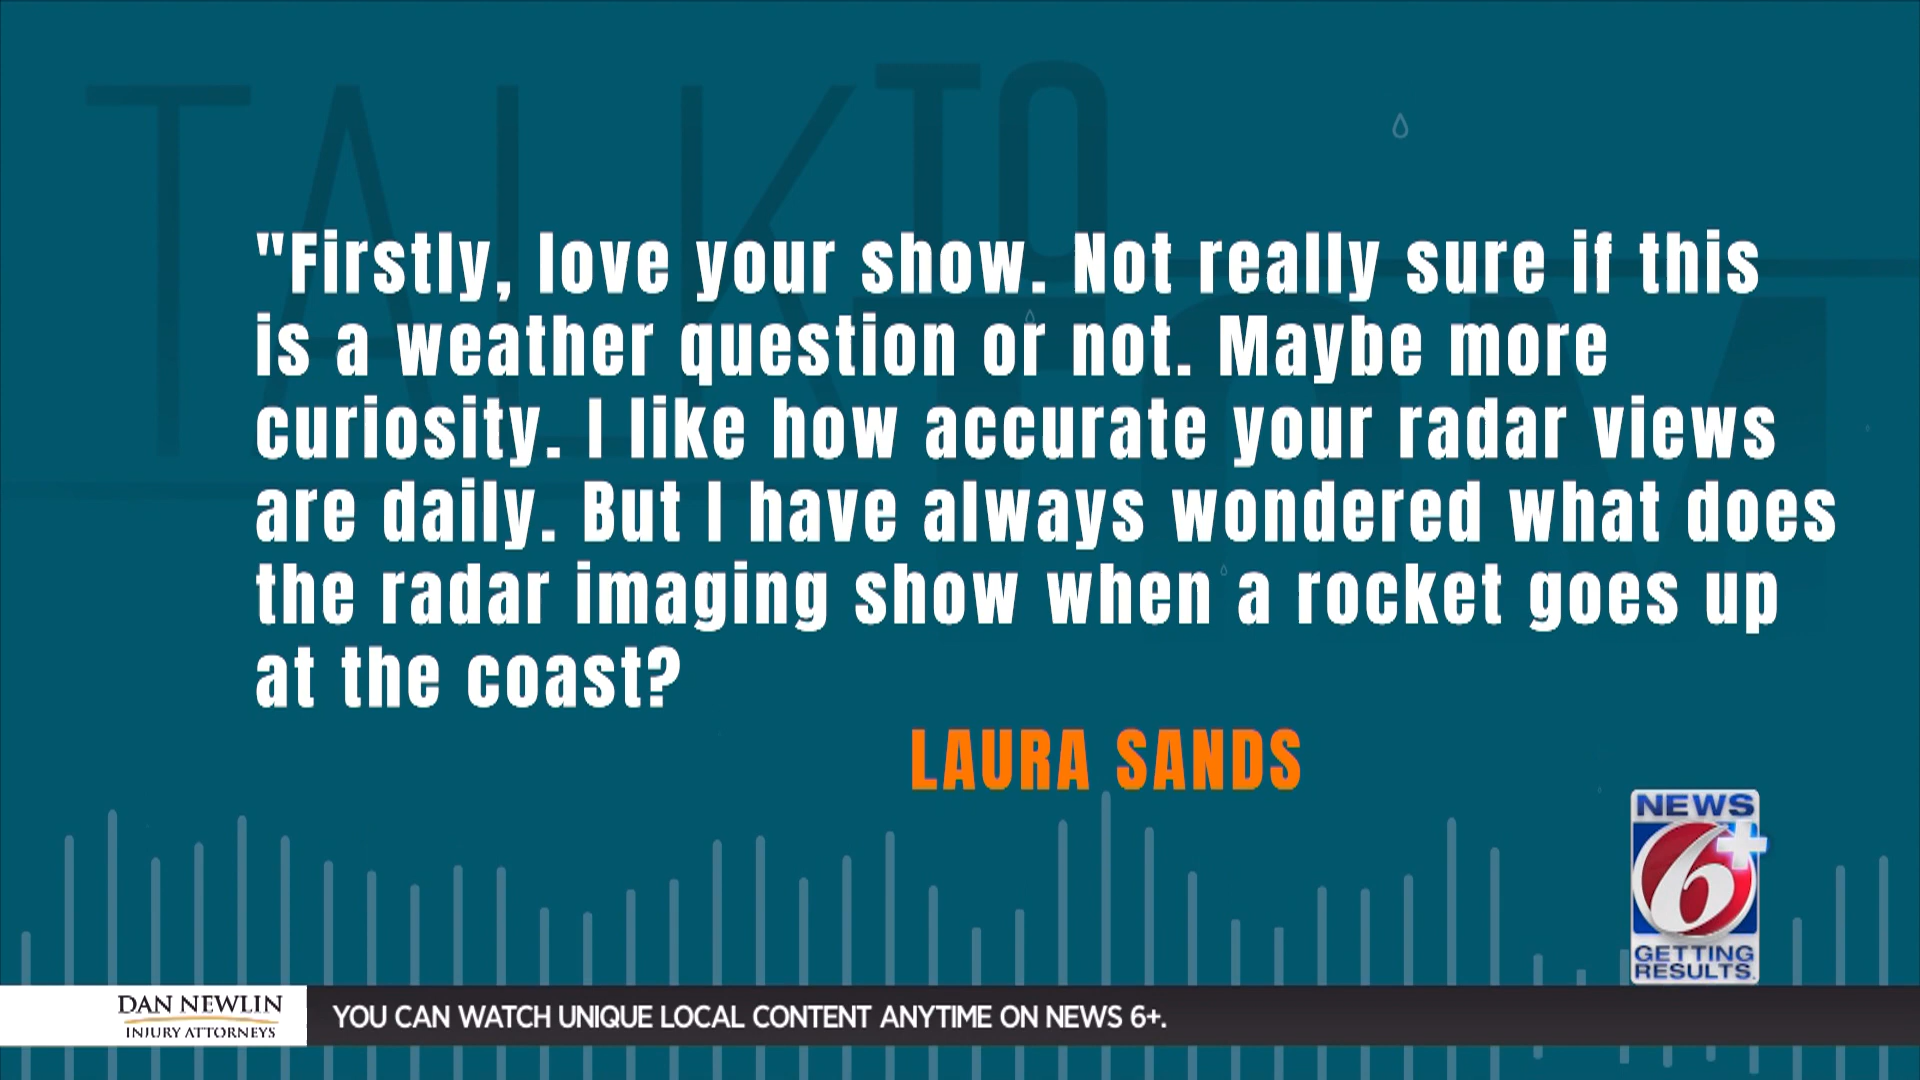 TALK TO
TOM
"Firstly, love your show. Not really sure if this
is a weather question or not. Maybe more
curiosity. I like how accurate your radar views
are daily. But I have always wondered what does
the radar imaging show when a rocket goes up
at the coast?
LAURA SANDS
NEWS
6+
GETTING
RESULTS.
DAN NEWLIN
INJURY ATTORNEYS
YOU CAN WATCH UNIQUE LOCAL CONTENT ANYTIME ON NEWS 6+.